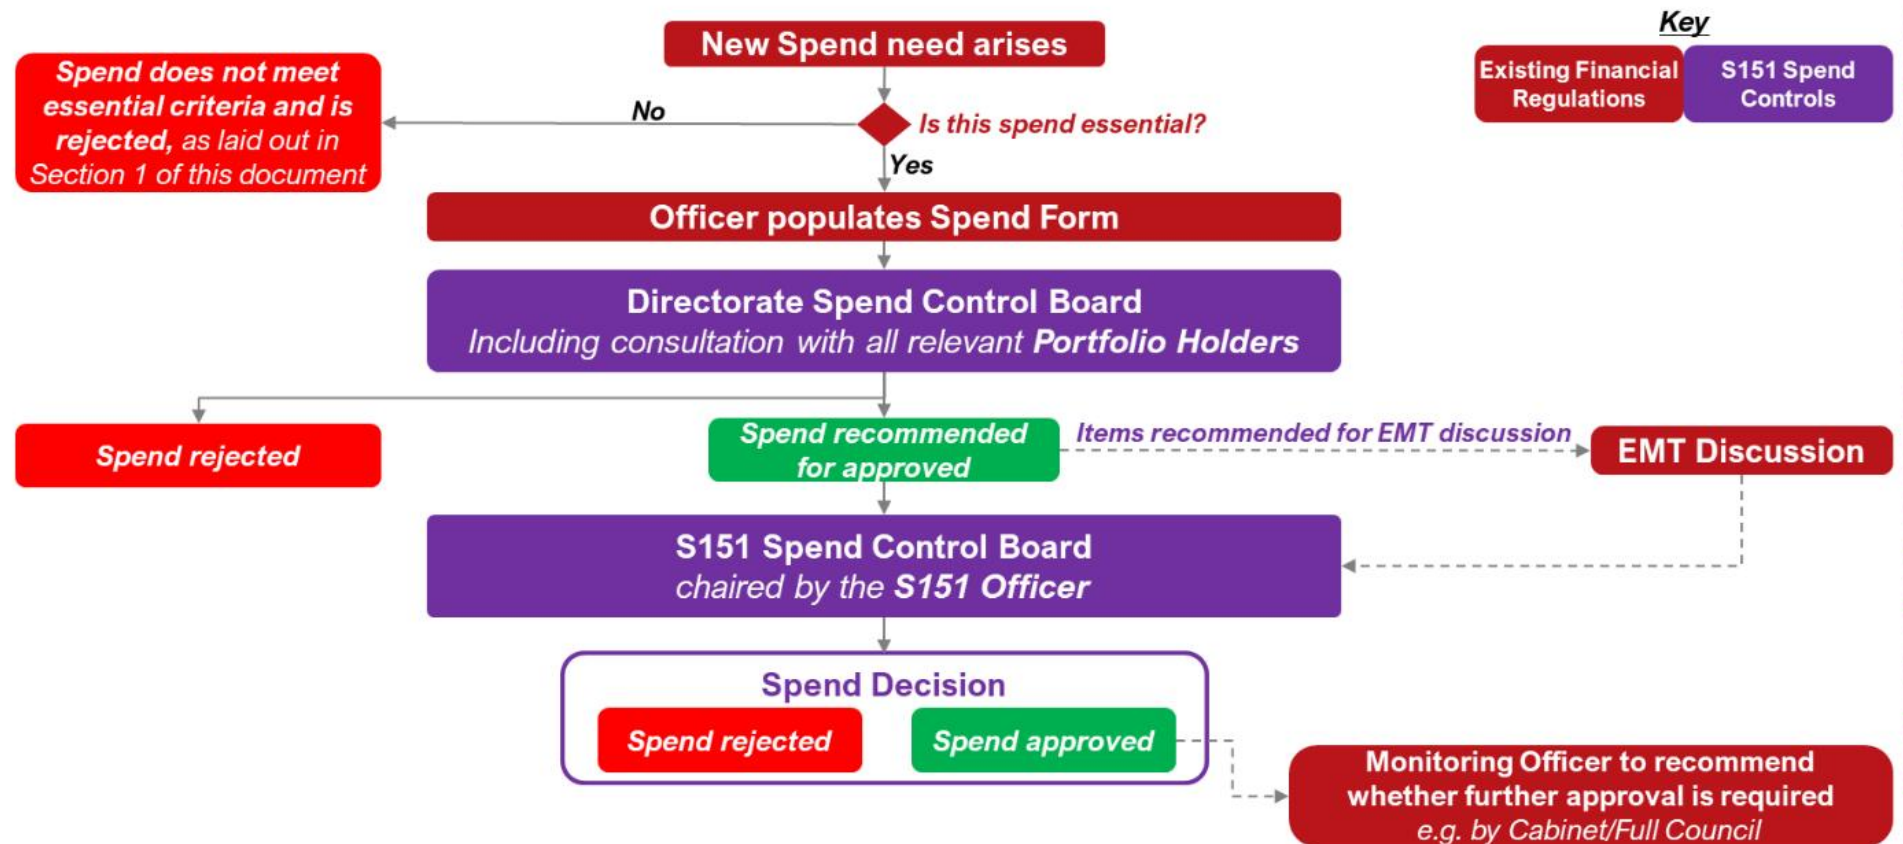 Key
New Spend need arises
Existing Financial
Regulations
S151 Spend
Controls
Spend does not meet
essential criteria and is
rejected, as laid out in
Section 1 of this document
No
Is this spend essential?
Yes
Officer populates Spend Form
Directorate Spend Control Board
Including consultation with all relevant Portfolio Holders
Spend rejected
Spend recommended
for approved
Items recommended for EMT discussion
EMT Discussion
S151 Spend Control Board
chaired by the S151 Officer
Spend Decision
Spend rejected
Spend approved
Monitoring Officer to recommend
whether further approval is required
e.g. by Cabinet/Full Council